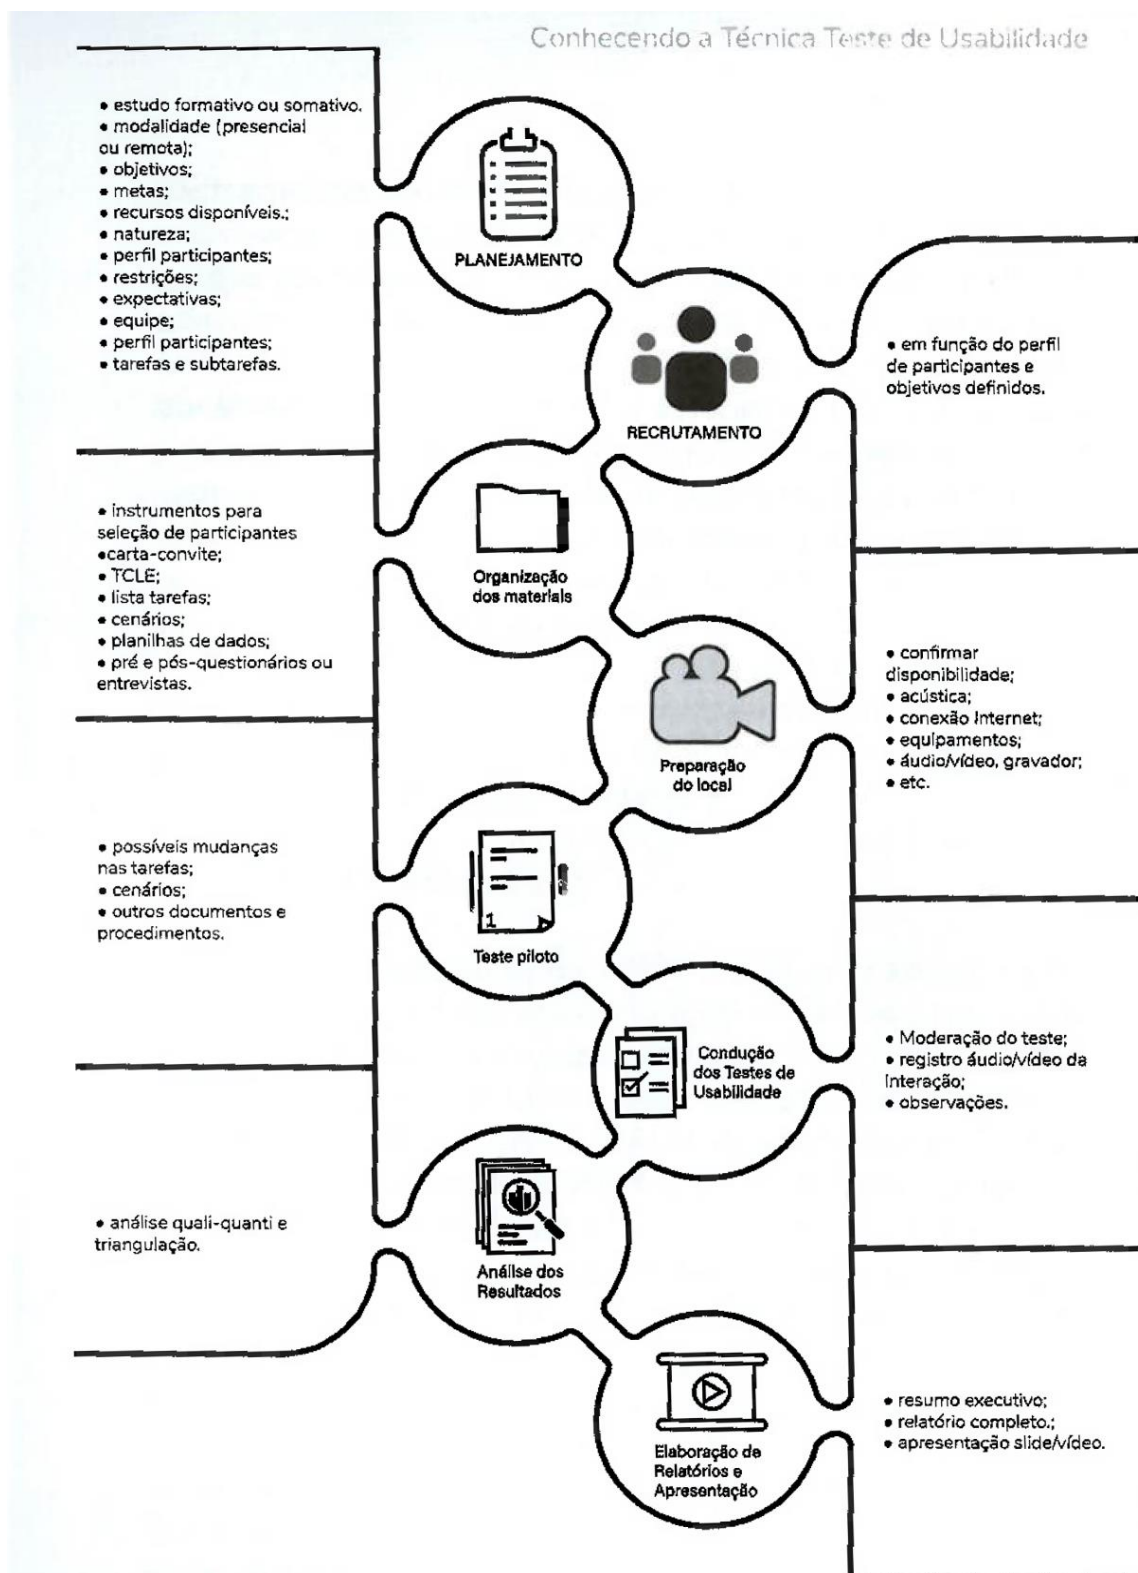 Conhecendo a Técnica Teste de Usabilidade
• estudo formativo ou somativo.
• modalidade (presencial
ou remota);
• objetivos;
• metas;
• recursos disponíveis.;
• natureza;
• perfil participantes;
• restrições;
• expectativas;
• equipe;
• perfil participantes;
• tarefas e subtarefas.
PLANEJAMENTO
RECRUTAMENTO
• em função do perfil
de participantes e
objetivos definidos.
• instrumentos para
seleção de participantes
•carta-convite;
• TCLE;
• lista tarefas;
• cenários;
• planilhas de dados;
• pré e pós-questionários ou
entrevistas.
Organização
dos materiais
Preparação
do local
• confirmar
disponibilidade;
• acústica;
• conexão Internet;
• equipamentos;
• áudio/vídeo, gravador;
• etc.
• possíveis mudanças
nas tarefas;
• cenários;
• outros documentos e
procedimentos.
1
Teste piloto
Condução
dos Testes de
Usabilidade
• Moderação do teste;
• registro áudio/vídeo da
interação;
• observações.
• análise quali-quanti e
triangulação.
Análise dos
Resultados
Elaboração de
Relatórios e
Apresentação
• resumo executivo;
• relatório completo.;
• apresentação slide/vídeo.